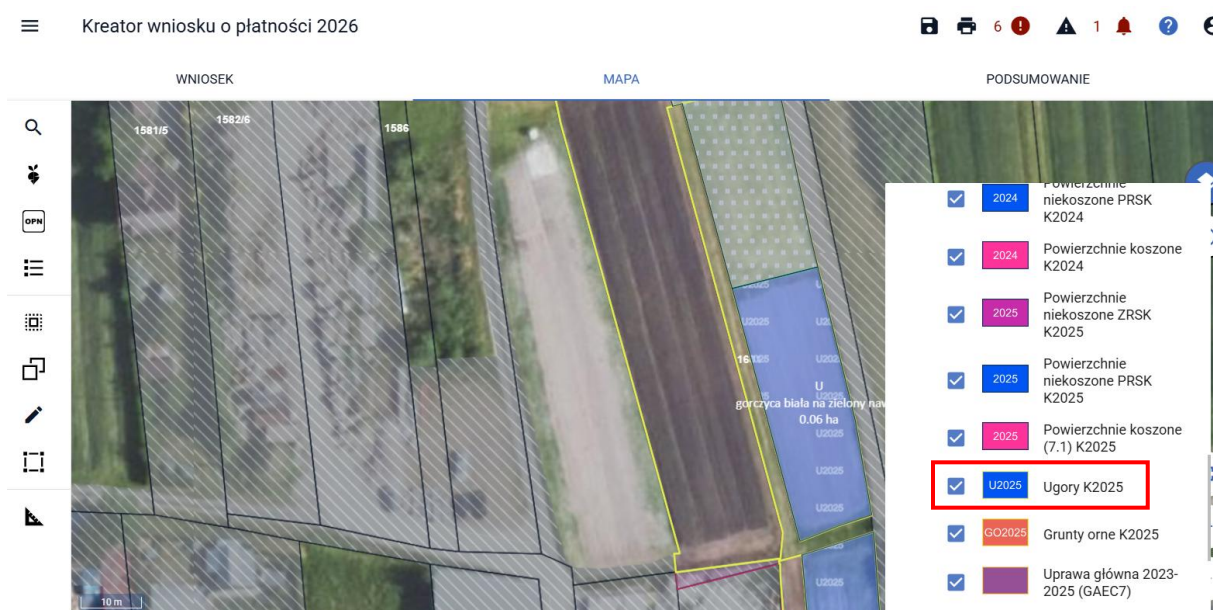 Kreator wniosku o płatności 2026
6
1
WNIOSEK
MAPA
PODSUMOWANIE
OPN
1581/5
1582/6
1586
U2025
U2025
U
gorczyca biała na zielony
0.06 ha
U2025
U2025
U2025
U2025
U2025
U2025
10 m
2024
Powierzchnie
niekoszone PRSK
K2024
2024
Powierzchnie koszone
K2024
2025
Powierzchnie
niekoszone ZRSK
K2025
2025
Powierzchnie
niekoszone PRSK
K2025
2025
Powierzchnie koszone
(7.1) K2025
U2025
Ugory K2025
GO2025
Grunty orne K2025
Uprawa główna 2023-
2025 (GAEC7)